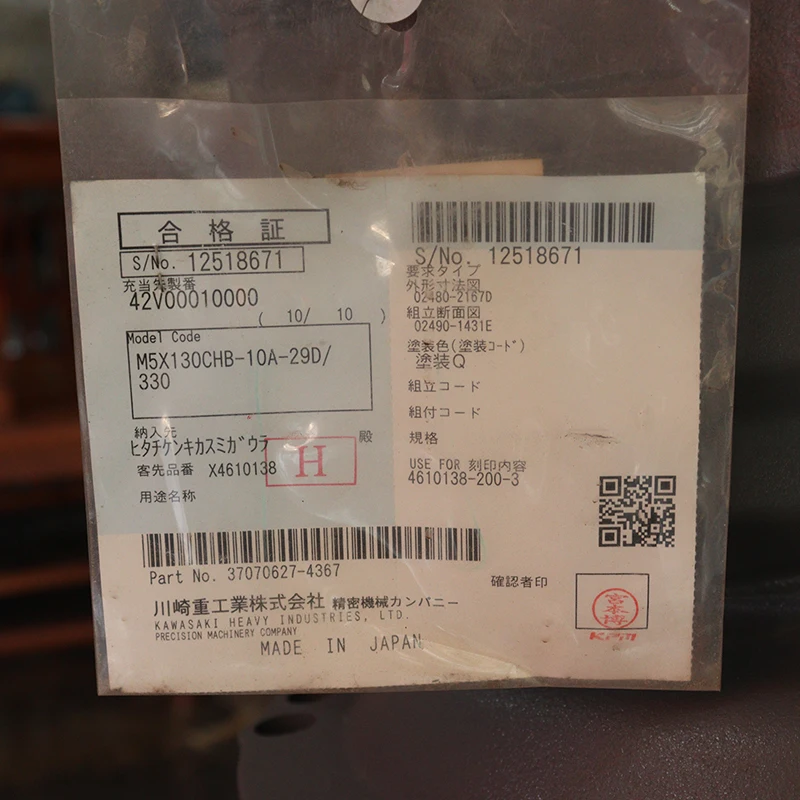 合格証
S/No. 12518671
充当先製番
42V00010000
( 10/ 10 )
Model Code
M5X130CHB-10A-29D/
330
納入先
ヒタチケンキカスミガウラ 殿
H
客先品番 X4610138
用途名称
S/No. 12518671
要求タイプ
外形寸法図
02480-2167D
組立断面図
02490-1431E
塗装色(塗装ｺｰﾄﾞ)
塗装Q
組立コード
組付コード
規格
USE FOR 刻印内容
4610138-200-3
Part No. 37070627-4367
川崎重工業株式会社 精密機械カンパニー
KAWASAKI HEAVY INDUSTRIES, LTD.
PRECISION MACHINERY COMPANY
MADE IN JAPAN
確認者印
宮本博
KPM